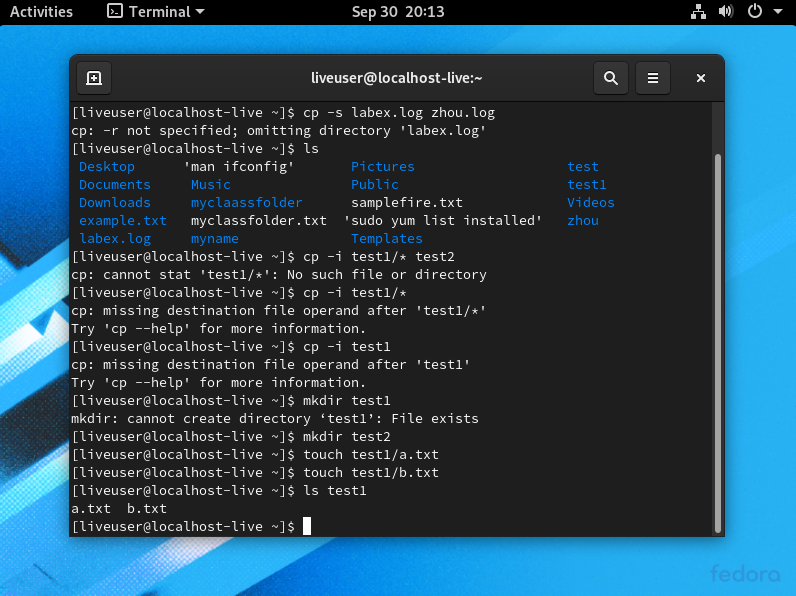 Activities Terminal Sep 30 20:13
liveuser@localhost-live:~
[liveuser@localhost-live ~]$ cp -s labex.log zhou.log
cp: -r not specified; omitting directory 'labex.log'
[liveuser@localhost-live ~]$ ls
Desktop 'man ifconfig' Pictures test
Documents Music Public test1
Downloads myclaassfolder samplefire.txt Videos
example.txt myclaassfolder.txt 'sudo yum list installed' zhou
labex.log myname Templates
[liveuser@localhost-live ~]$ cp -i test1/* test2
cp: cannot stat 'test1/*': No such file or directory
[liveuser@localhost-live ~]$ cp -i test1/*
cp: missing destination file operand after 'test1/*'
Try 'cp --help' for more information.
[liveuser@localhost-live ~]$ cp -i test1
cp: missing destination file operand after 'test1'
Try 'cp --help' for more information.
[liveuser@localhost-live ~]$ mkdir test1
mkdir: cannot create directory ‘test1’: File exists
[liveuser@localhost-live ~]$ mkdir test2
[liveuser@localhost-live ~]$ touch test1/a.txt
[liveuser@localhost-live ~]$ touch test1/b.txt
[liveuser@localhost-live ~]$ ls test1
a.txt b.txt
[liveuser@localhost-live ~]$
fedora